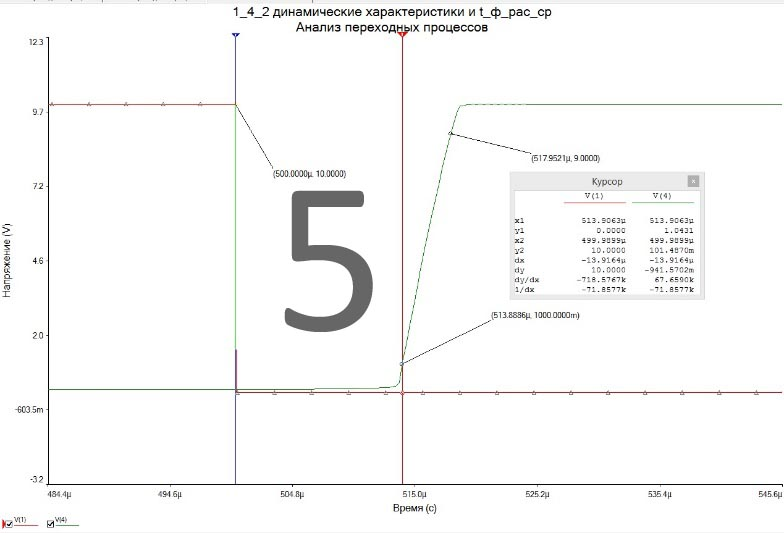 1_4_2 динамические характеристики и t_ф_рас_ср
Анализ переходных процессов
12.3
9.7
7.2
4.6
2.0
-603.5m
-3.2
Напряжение (V)
(500.0000µ, 10.0000)
(517.9521µ, 9.0000)
5
Курсор
x
V(1) V(4)
x1 513.9063µ 513.9063µ
y1 0.0000 1.0431
x2 499.9899µ 499.9899µ
y2 10.0000 101.4870m
dx -13.9164µ -13.9164µ
dy 10.0000 -941.5702m
dy/dx -718.5767k 67.6590k
1/dx -71.8577k -71.8577k
(513.8886µ, 1000.0000m)
484.4µ 494.6µ 504.8µ 515.0µ 525.2µ 535.4µ 545.6µ
Время (с)
V(1) V(4)